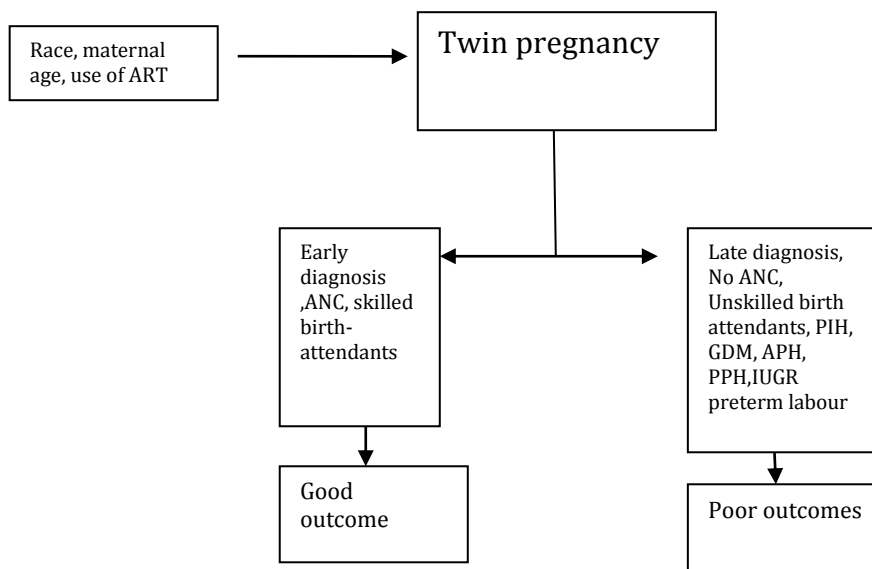 Race, maternal
age, use of ART
Twin pregnancy
Early
diagnosis
,ANC, skilled
birth-
attendants
Late diagnosis,
No ANC,
Unskilled birth
attendants, PIH,
GDM, APH,
PPH,IUGR
preterm labour
Good
outcome
Poor outcomes